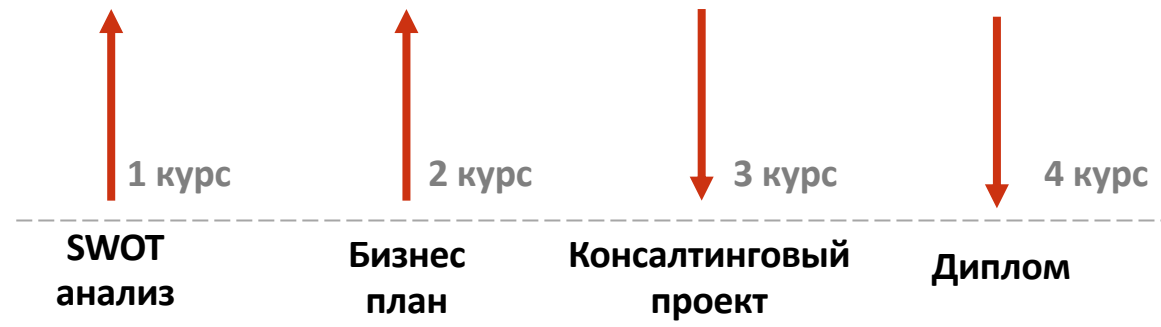 1 курс
2 курс
3 курс
4 курс
SWOT
анализ
Бизнес
план
Консалтинговый
проект
Диплом